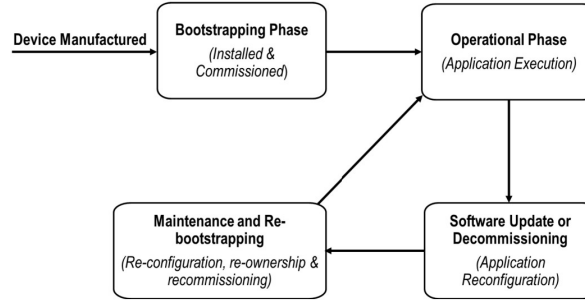 Device Manufactured
Bootstrapping Phase
(Installed &
Commissioned)
Operational Phase
(Application Execution)
Maintenance and Re-
bootstrapping
(Re-configuration, re-ownership &
recommissioning)
Software Update or
Decommissioning
(Application
Reconfiguration)